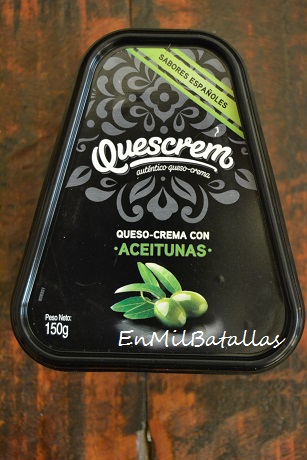 SABORES ESPAÑOLES
Quescrem
auténtico queso-crema
QUESO-CREMA CON
·ACEITUNAS·
Peso Neto:
150g
EnMilBatallas